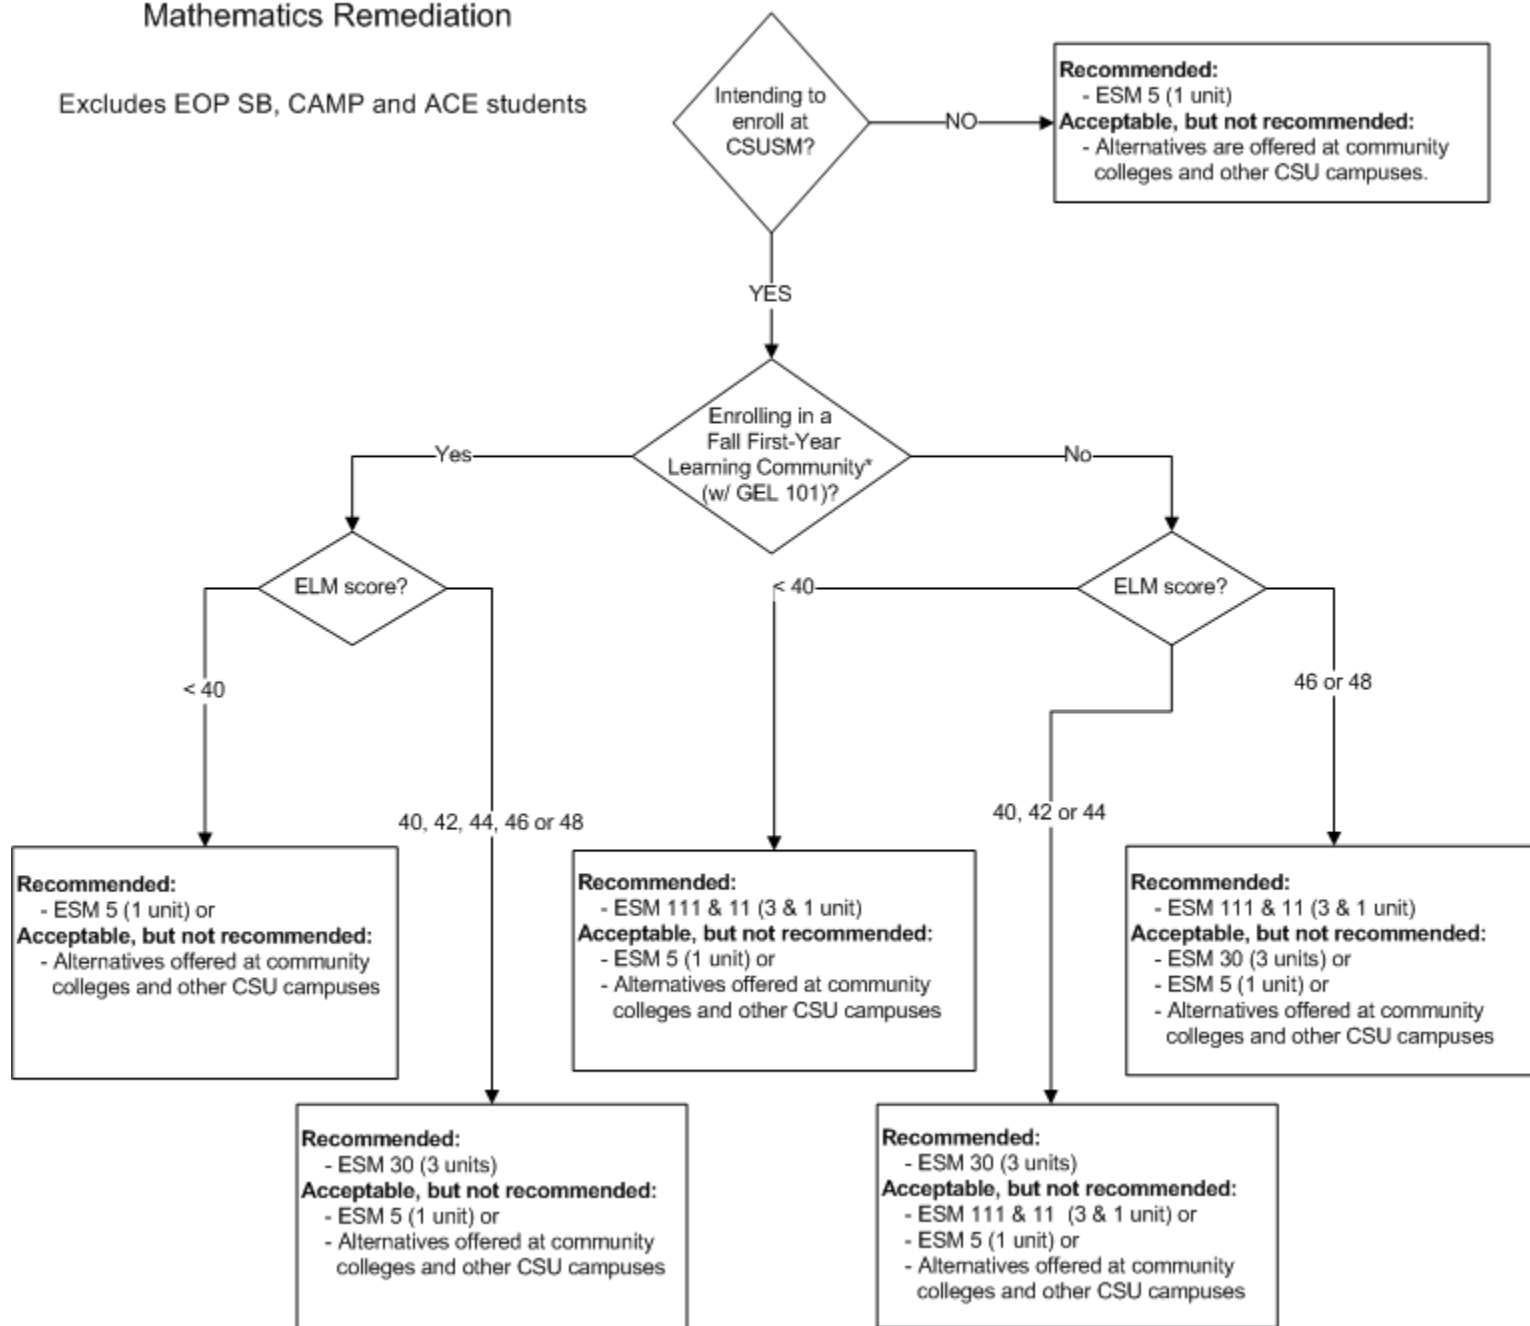 Mathematics Remediation
Excludes EOP SB, CAMP and ACE students
Intending to
enroll at
CSUSM?
NO
Recommended:
- ESM 5 (1 unit)
Acceptable, but not recommended:
- Alternatives are offered at community
colleges and other CSU campuses.
YES
Enrolling in a
Fall First-Year
Learning Community*
(w/ GEL 101)?
Yes
No
ELM score?
< 40
40, 42, 44, 46 or 48
ELM score?
< 40
40, 42 or 44
46 or 48
Recommended:
- ESM 5 (1 unit) or
Acceptable, but not recommended:
- Alternatives offered at community
colleges and other CSU campuses
Recommended:
- ESM 30 (3 units)
Acceptable, but not recommended:
- ESM 5 (1 unit) or
- Alternatives offered at community
colleges and other CSU campuses
Recommended:
- ESM 111 & 11 (3 & 1 unit)
Acceptable, but not recommended:
- ESM 5 (1 unit) or
- Alternatives offered at community
colleges and other CSU campuses
Recommended:
- ESM 30 (3 units)
Acceptable, but not recommended:
- ESM 111 & 11 (3 & 1 unit) or
- ESM 5 (1 unit) or
- Alternatives offered at community
colleges and other CSU campuses
Recommended:
- ESM 111 & 11 (3 & 1 unit)
Acceptable, but not recommended:
- ESM 30 (3 units) or
- ESM 5 (1 unit) or
- Alternatives offered at community
colleges and other CSU campuses